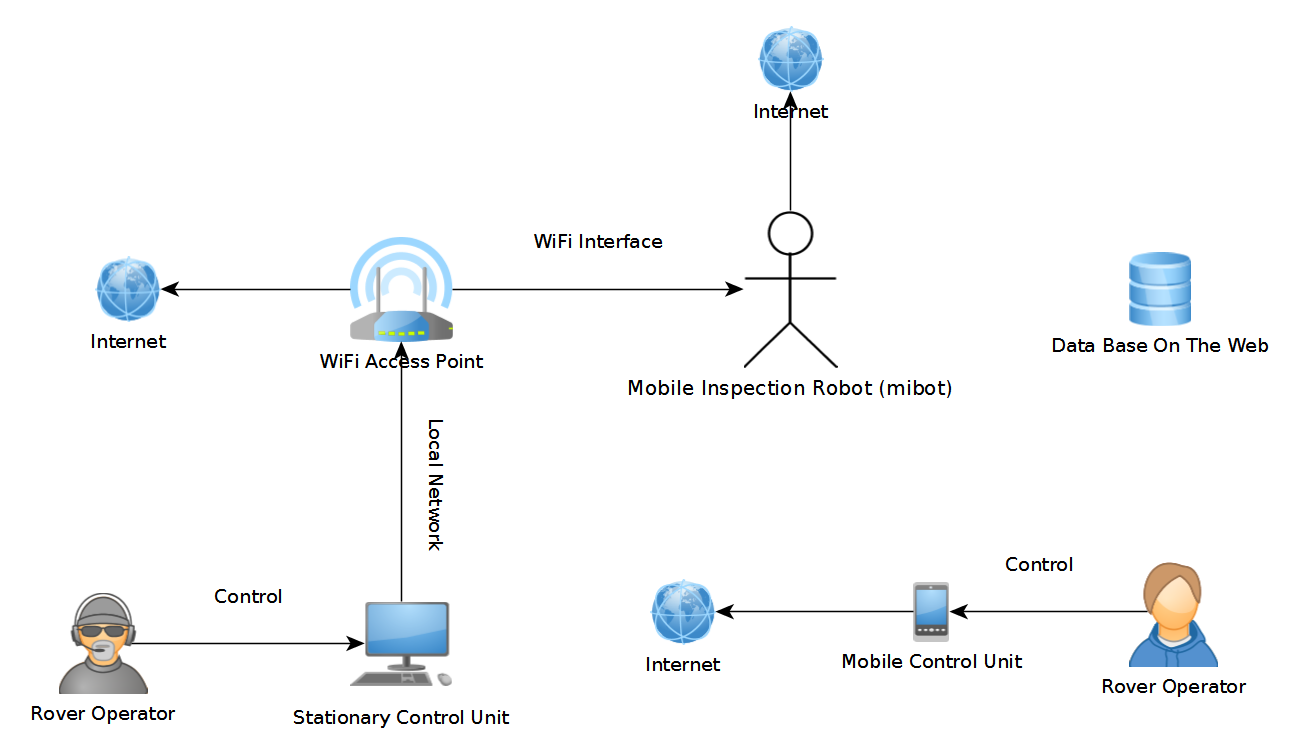 Internet
WiFi Interface
Internet
WiFi Access Point
Data Base On The Web
Mobile Inspection Robot (mibot)
Local Network
Control
Control
Rover Operator
Stationary Control Unit
Internet
Mobile Control Unit
Rover Operator